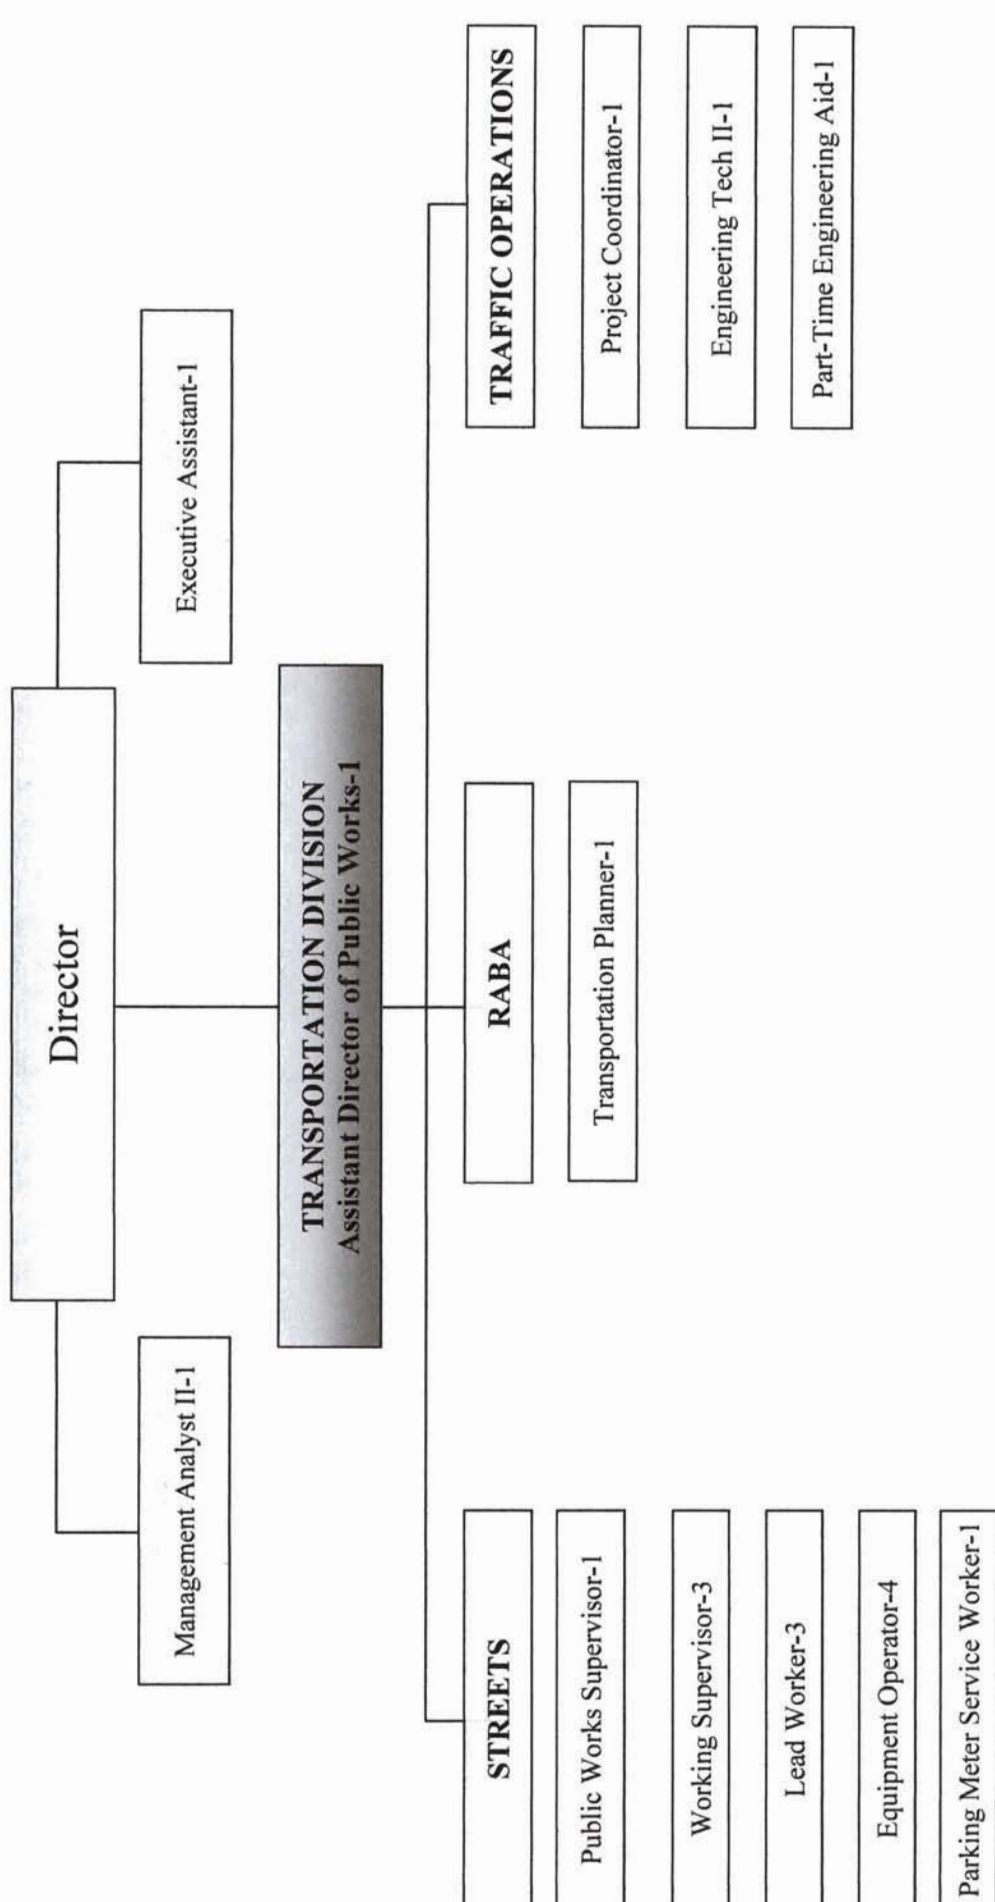 Director
Management Analyst II-1
Executive Assistant-1
TRANSPORTATION DIVISION
Assistant Director of Public Works-1
STREETS
Public Works Supervisor-1
Working Supervisor-3
Lead Worker-3
Equipment Operator-4
Parking Meter Service Worker-1
RABA
Transportation Planner-1
TRAFFIC OPERATIONS
Project Coordinator-1
Engineering Tech II-1
Part-Time Engineering Aid-1